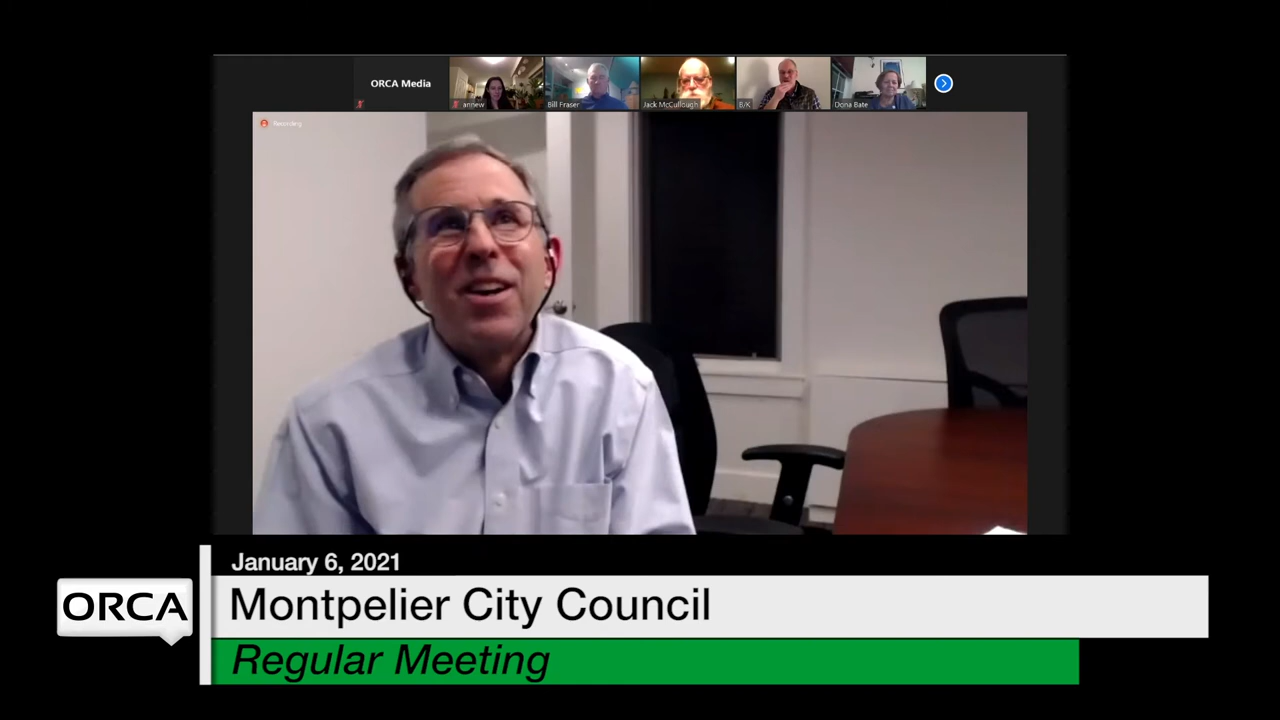 ORCA Media
annew
Bill Fraser
Jack McCullough
B/K
Dona Bate
Recording
January 6, 2021
ORCA
Montpelier City Council
Regular Meeting